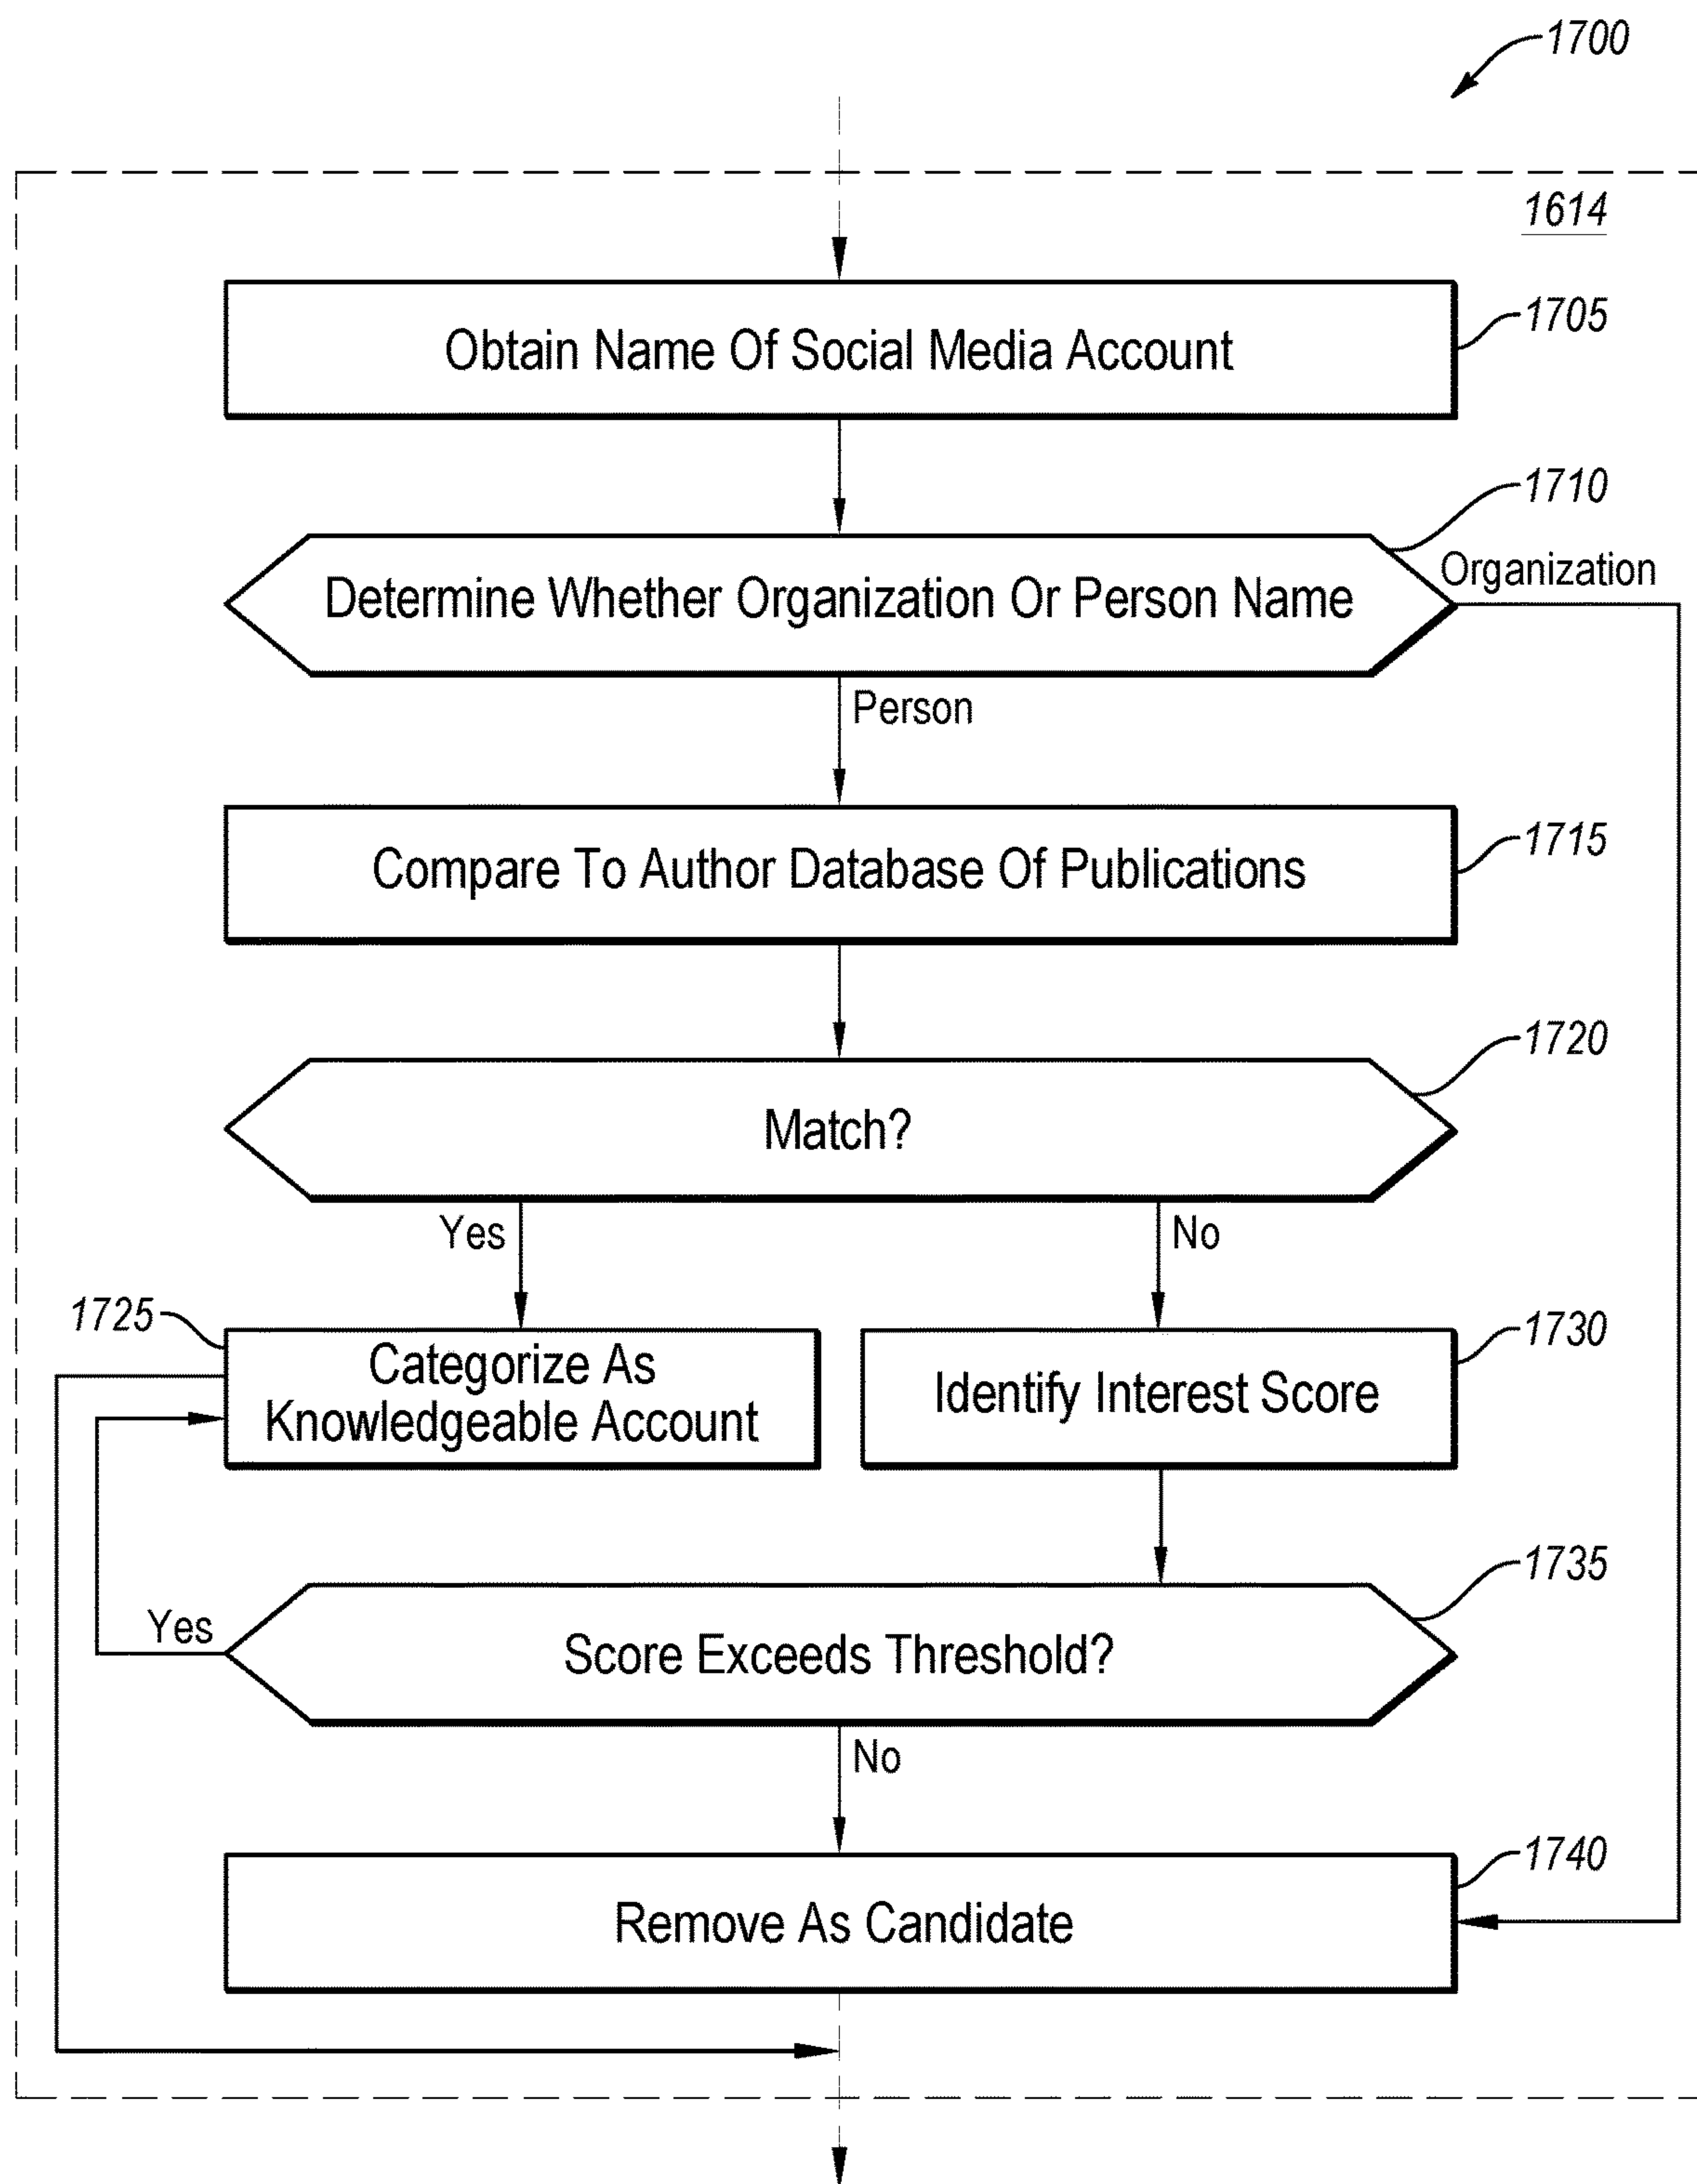 1700
1614
Obtain Name Of Social Media Account
1705
1710
Organization
Determine Whether Organization Or Person Name
Person
Compare To Author Database Of Publications
1715
1720
Match?
Yes
No
1725
Categorize As
Knowledgeable Account
1730
Identify Interest Score
1735
Yes
Score Exceeds Threshold?
No
1740
Remove As Candidate